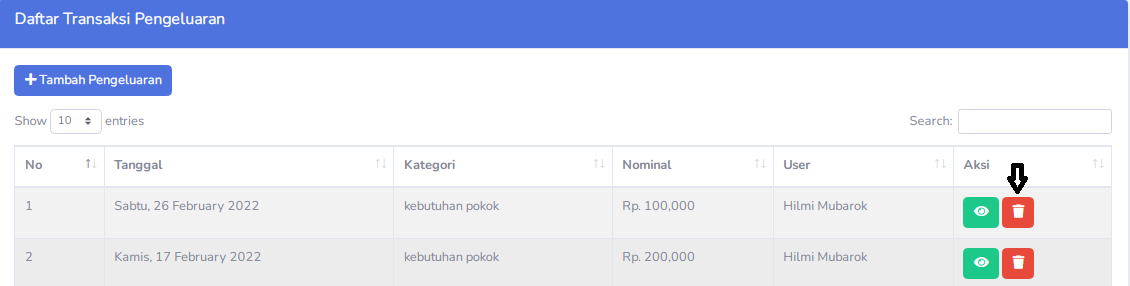 Daftar Transaksi Pengeluaran
Tambah Pengeluaran
Show 10 entries Search:
No Tanggal Kategori Nominal User Aksi
1 Sabtu, 26 February 2022 kebutuhan pokok Rp. 100,000 Hilmi Mubarok
2 Kamis, 17 February 2022 kebutuhan pokok Rp. 200,000 Hilmi Mubarok